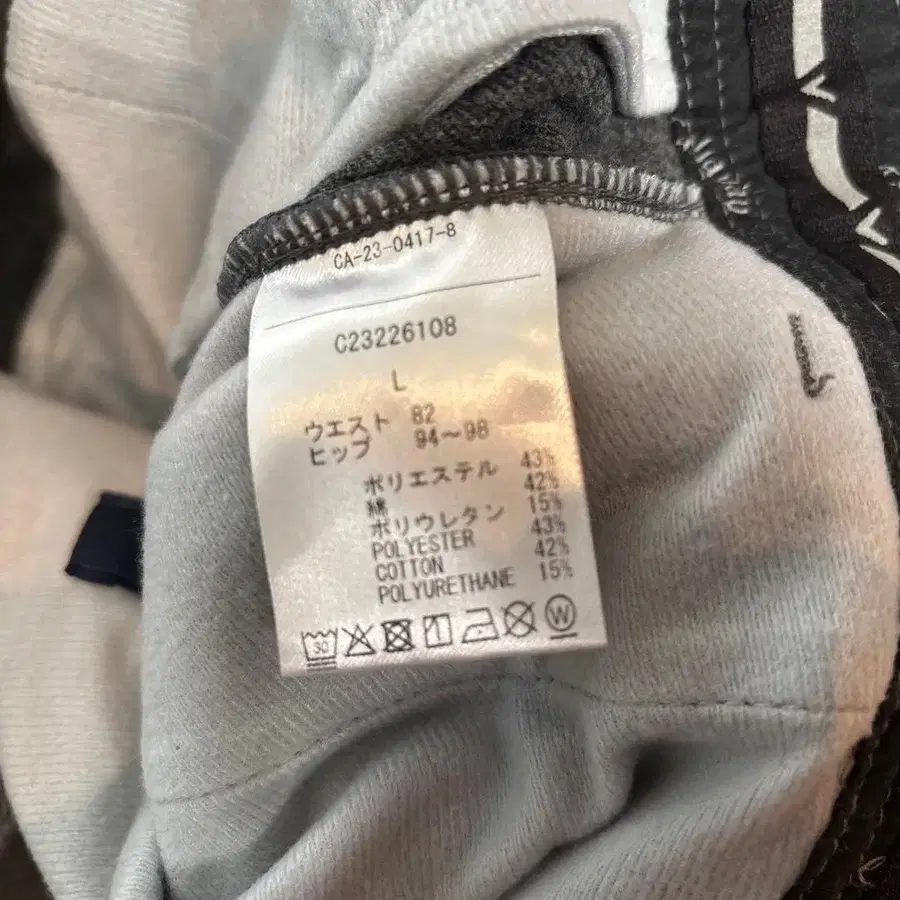 CA-23-0417-8
C23226108
L
ウエスト 82
ヒップ 94～98
ポリエステル 43%
綿 42%
ポリウレタン 15%
POLYESTER 43%
COTTON 42%
POLYURETHANE 15%
30
W